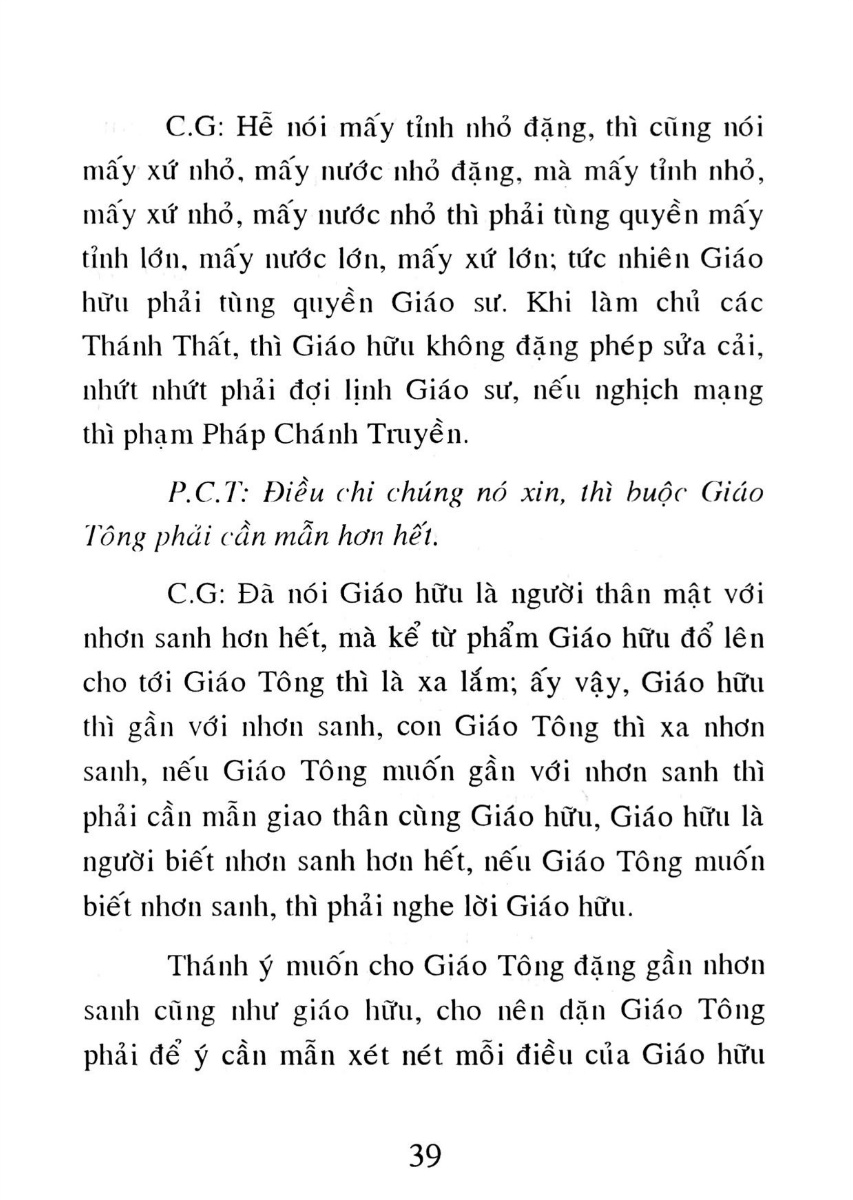 C.G: Hễ nói mấy tỉnh nhỏ đặng, thì cũng nói
mấy xứ nhỏ, mấy nước nhỏ đặng, mà mấy tỉnh nhỏ,
mấy xứ nhỏ, mấy nước nhỏ thì phải tùng quyền mấy
tỉnh lớn, mấy nước lớn, mấy xứ lớn; tức nhiên Giáo
hữu phải tùng quyền Giáo sư. Khi làm chủ các
Thánh Thất, thì Giáo hữu không đặng phép sửa cải,
nhứt nhứt phải đợi lịnh Giáo sư, nếu nghịch mạng
thì phạm Pháp Chánh Truyền.
P.C.T: Điều chi chúng nó xin, thì buộc Giáo
Tông phải cần mẫn hơn hết.
C.G: Đã nói Giáo hữu là người thân mật với
nhơn sanh hơn hết, mà kể từ phẩm Giáo hữu đổ lên
cho tới Giáo Tông thì là xa lắm; ấy vậy, Giáo hữu
thì gần với nhơn sanh, con Giáo Tông thì xa nhơn
sanh, nếu Giáo Tông muốn gần với nhơn sanh thì
phải cần mẫn giao thân cùng Giáo hữu, Giáo hữu là
người biết nhơn sanh hơn hết, nếu Giáo Tông muốn
biết nhơn sanh, thì phải nghe lời Giáo hữu.
Thánh ý muốn cho Giáo Tông đặng gần nhơn
sanh cũng như giáo hữu, cho nên dặn Giáo Tông
phải để ý cần mẫn xét nét mỗi điều của Giáo hữu
39